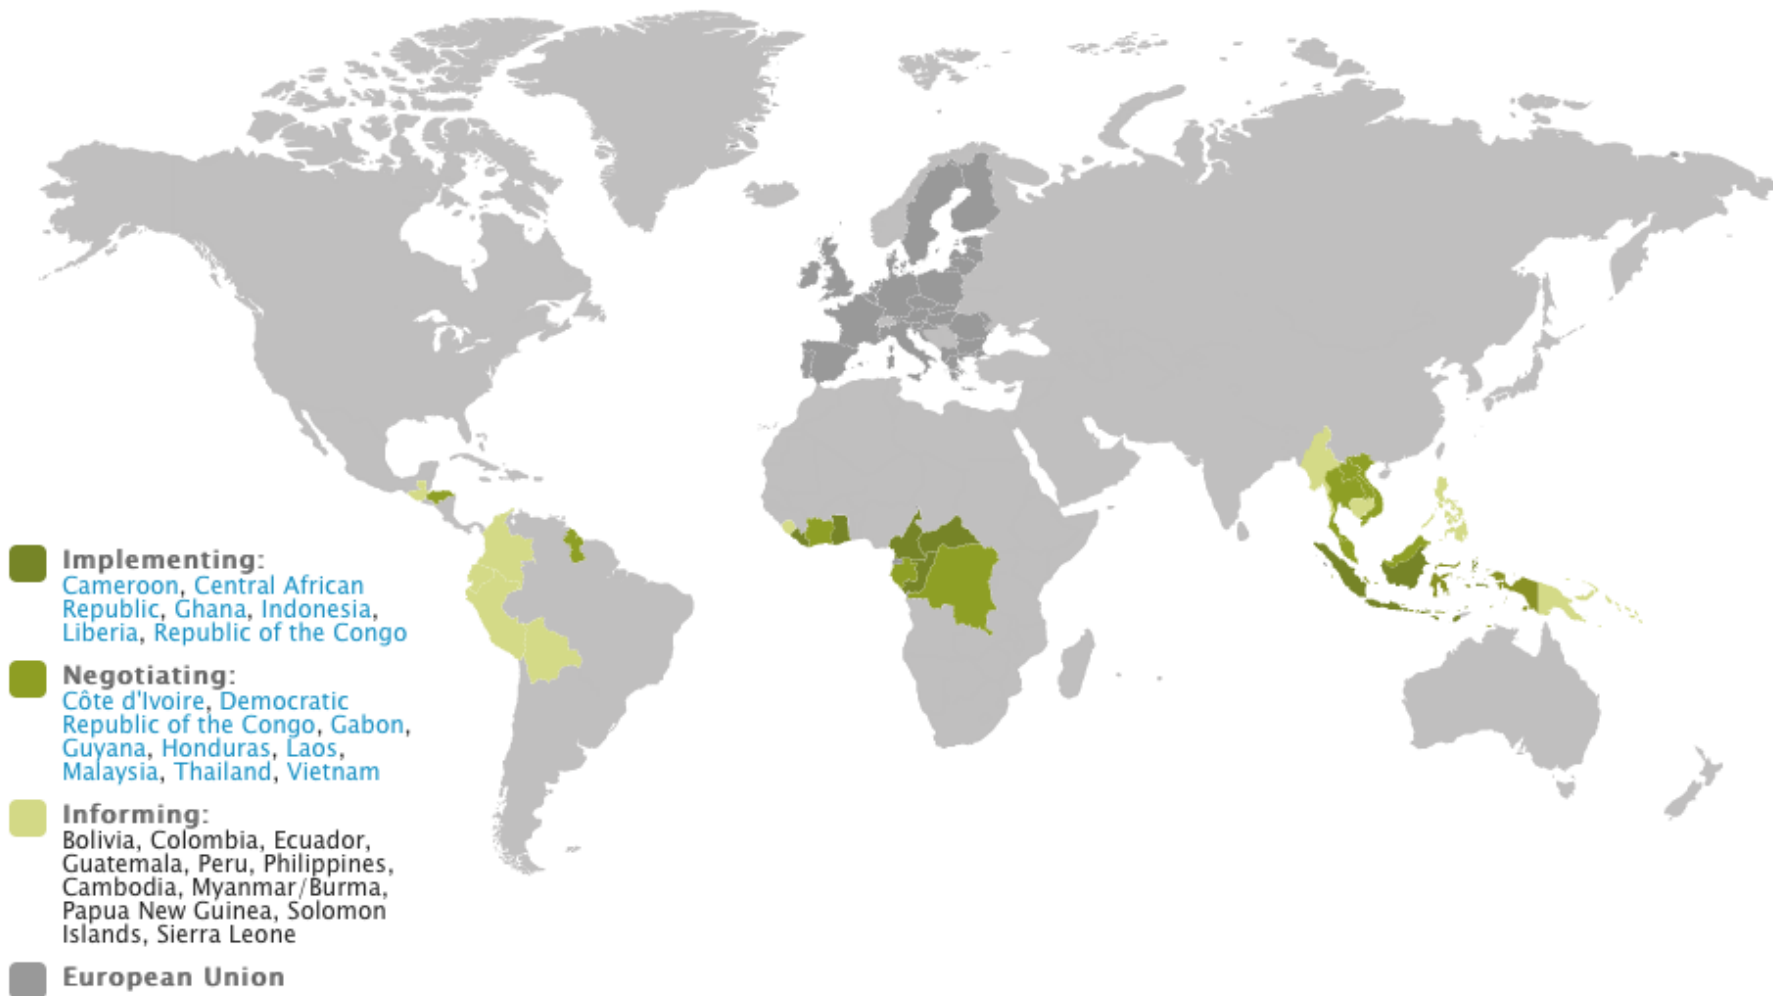 Implementing:
Cameroon, Central African
Republic, Ghana, Indonesia,
Liberia, Republic of the Congo
Negotiating:
Côte d'Ivoire, Democratic
Republic of the Congo, Gabon,
Guyana, Honduras, Laos,
Malaysia, Thailand, Vietnam
Informing:
Bolivia, Colombia, Ecuador,
Guatemala, Peru, Philippines,
Cambodia, Myanmar/Burma,
Papua New Guinea, Solomon
Islands, Sierra Leone
European Union